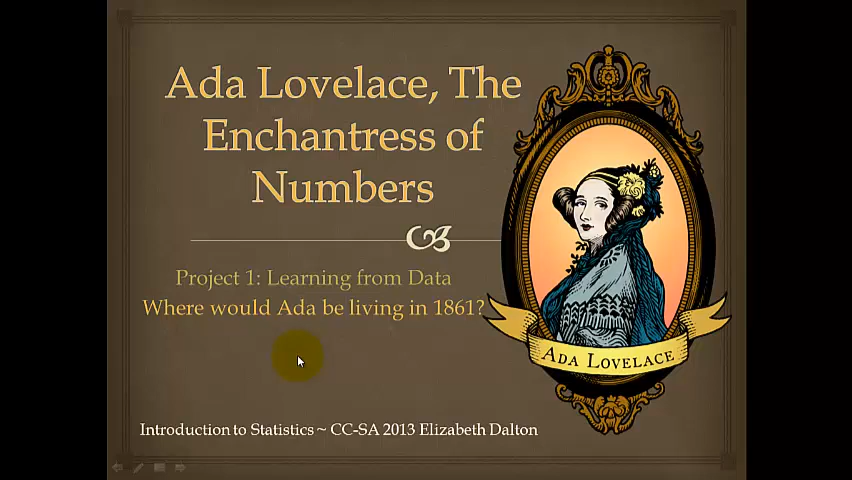 Ada Lovelace, The
Enchantress of
Numbers
Project 1: Learning from Data
Where would Ada be living in 1861?
ADA LOVELACE
Introduction to Statistics ~ CC-SA 2013 Elizabeth Dalton